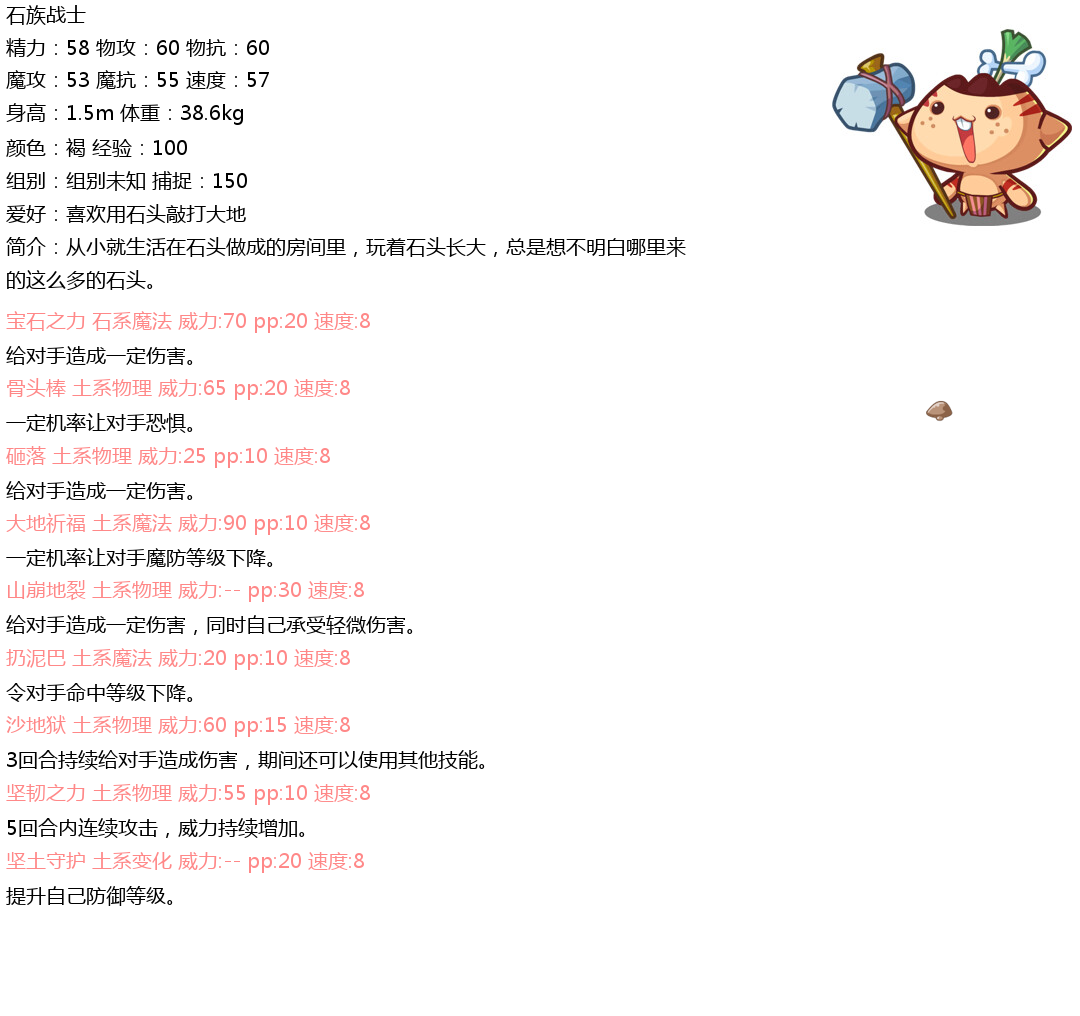 石族战士
精力：58 物攻：60 物抗：60
魔攻：53 魔抗：55 速度：57
身高：1.5m 体重：38.6kg
颜色：褐 经验：100
组别：组别未知 捕捉：150
爱好：喜欢用石头敲打大地
简介：从小就生活在石头做成的房间里，玩着石头长大，总是想不明白哪里来
的这么多的石头。
宝石之力 石系魔法 威力:70 pp:20 速度:8
给对手造成一定伤害。
骨头棒 土系物理 威力:65 pp:20 速度:8
一定机率让对手恐惧。
砸落 土系物理 威力:25 pp:10 速度:8
给对手造成一定伤害。
大地祈福 土系魔法 威力:90 pp:10 速度:8
一定机率让对手魔防等级下降。
山崩地裂 土系物理 威力:-- pp:30 速度:8
给对手造成一定伤害，同时自己承受轻微伤害。
扔泥巴 土系魔法 威力:20 pp:10 速度:8
令对手命中等级下降。
沙地狱 土系物理 威力:60 pp:15 速度:8
3回合持续给对手造成伤害，期间还可以使用其他技能。
坚韧之力 土系物理 威力:55 pp:10 速度:8
5回合内连续攻击，威力持续增加。
坚土守护 土系变化 威力:-- pp:20 速度:8
提升自己防御等级。